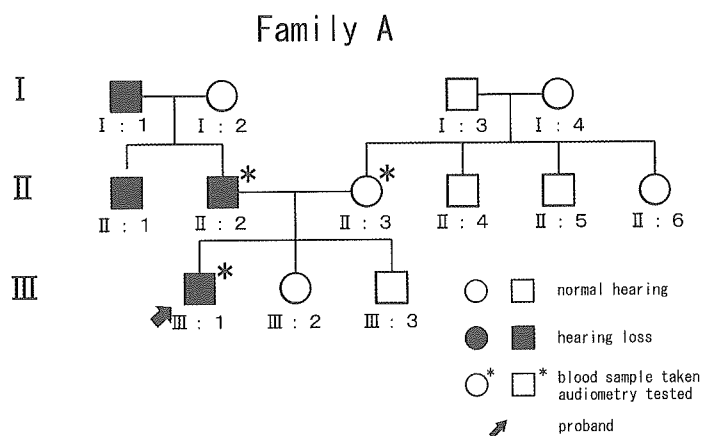 Family A
Ⅰ
Ⅰ : 1 Ⅰ : 2 Ⅰ : 3 Ⅰ : 4
Ⅱ * *
Ⅱ : 1 Ⅱ : 2 Ⅱ : 3 Ⅱ : 4 Ⅱ : 5 Ⅱ : 6
Ⅲ *
Ⅲ : 1 Ⅲ : 2 Ⅲ : 3
normal hearing
hearing loss
* * blood sample taken
audiometry tested
proband